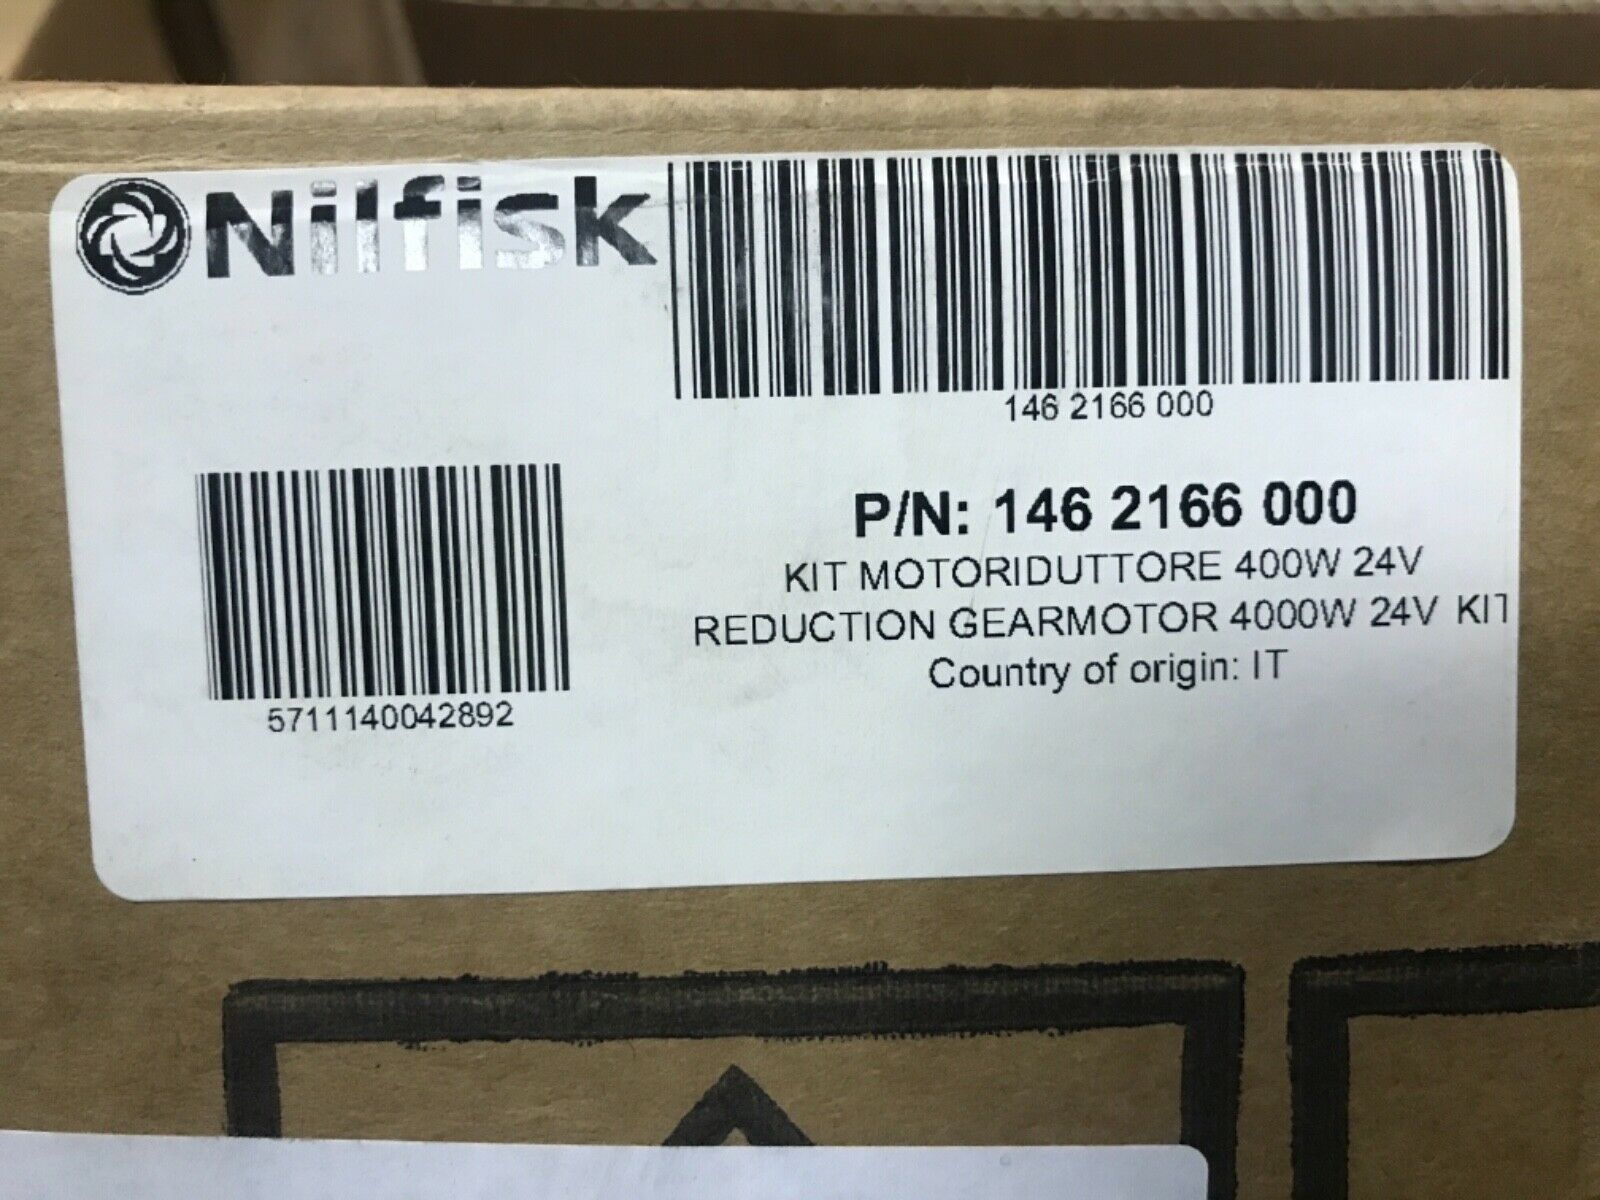 Nilfisk
146 2166 000
P/N: 146 2166 000
KIT MOTORIDUTTORE 400W 24V
REDUCTION GEARMOTOR 4000W 24V KIT
Country of origin: IT
5711140042892